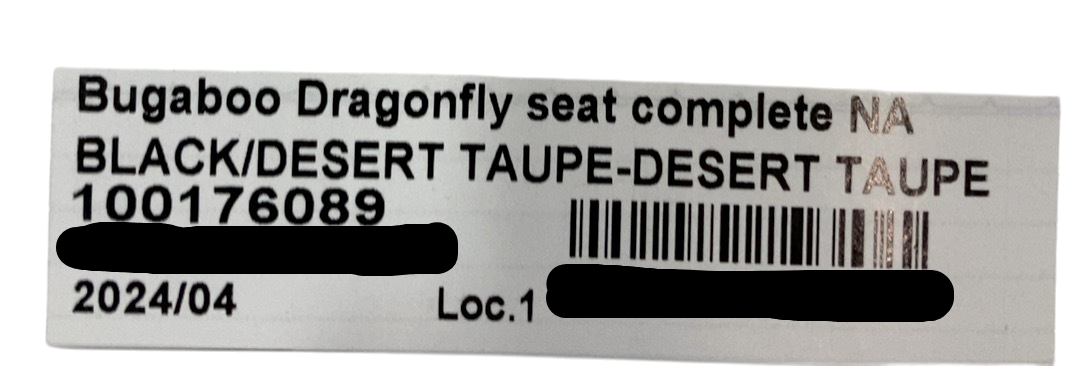 Bugaboo Dragonfly seat complete NA
BLACK/DESERT TAUPE-DESERT TAUPE
100176089
2024/04 Loc.1